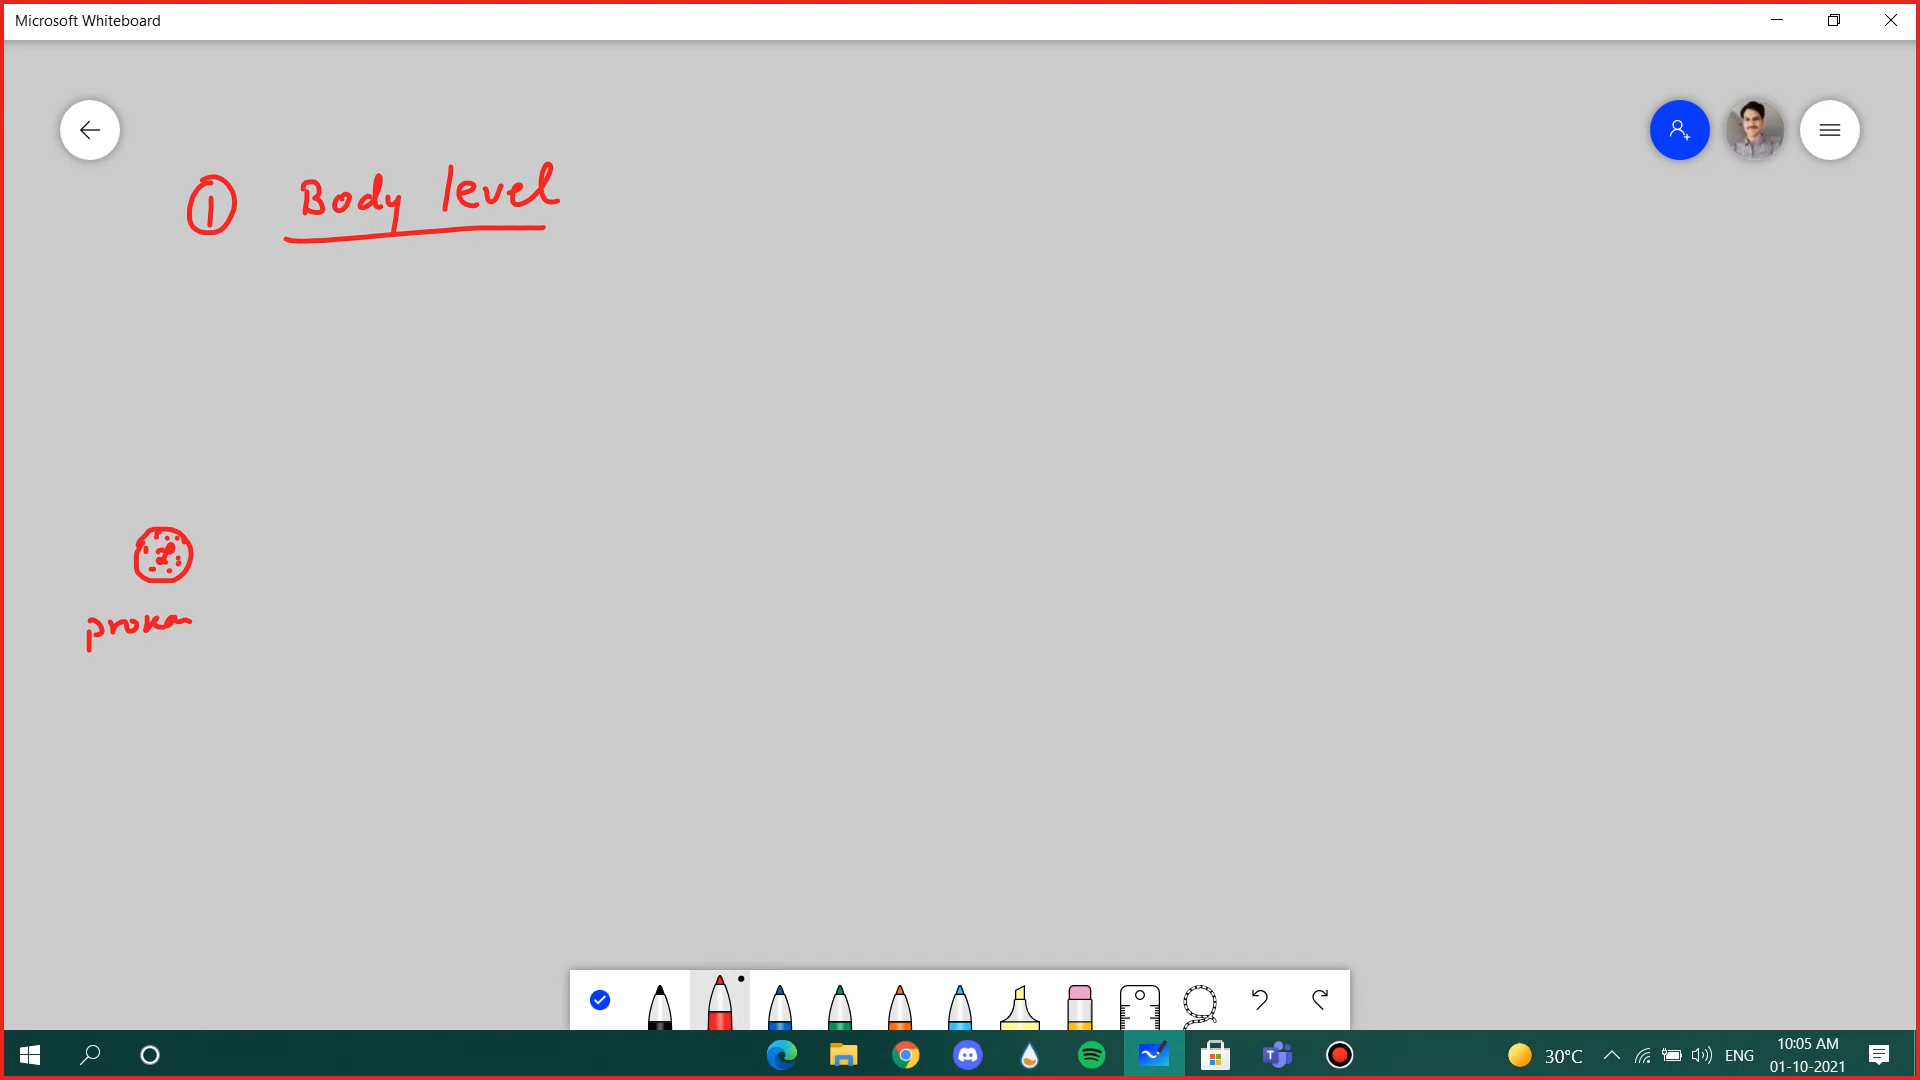 Microsoft Whiteboard
① Body level
proka
30°C ENG 10:05 AM
01-10-2021